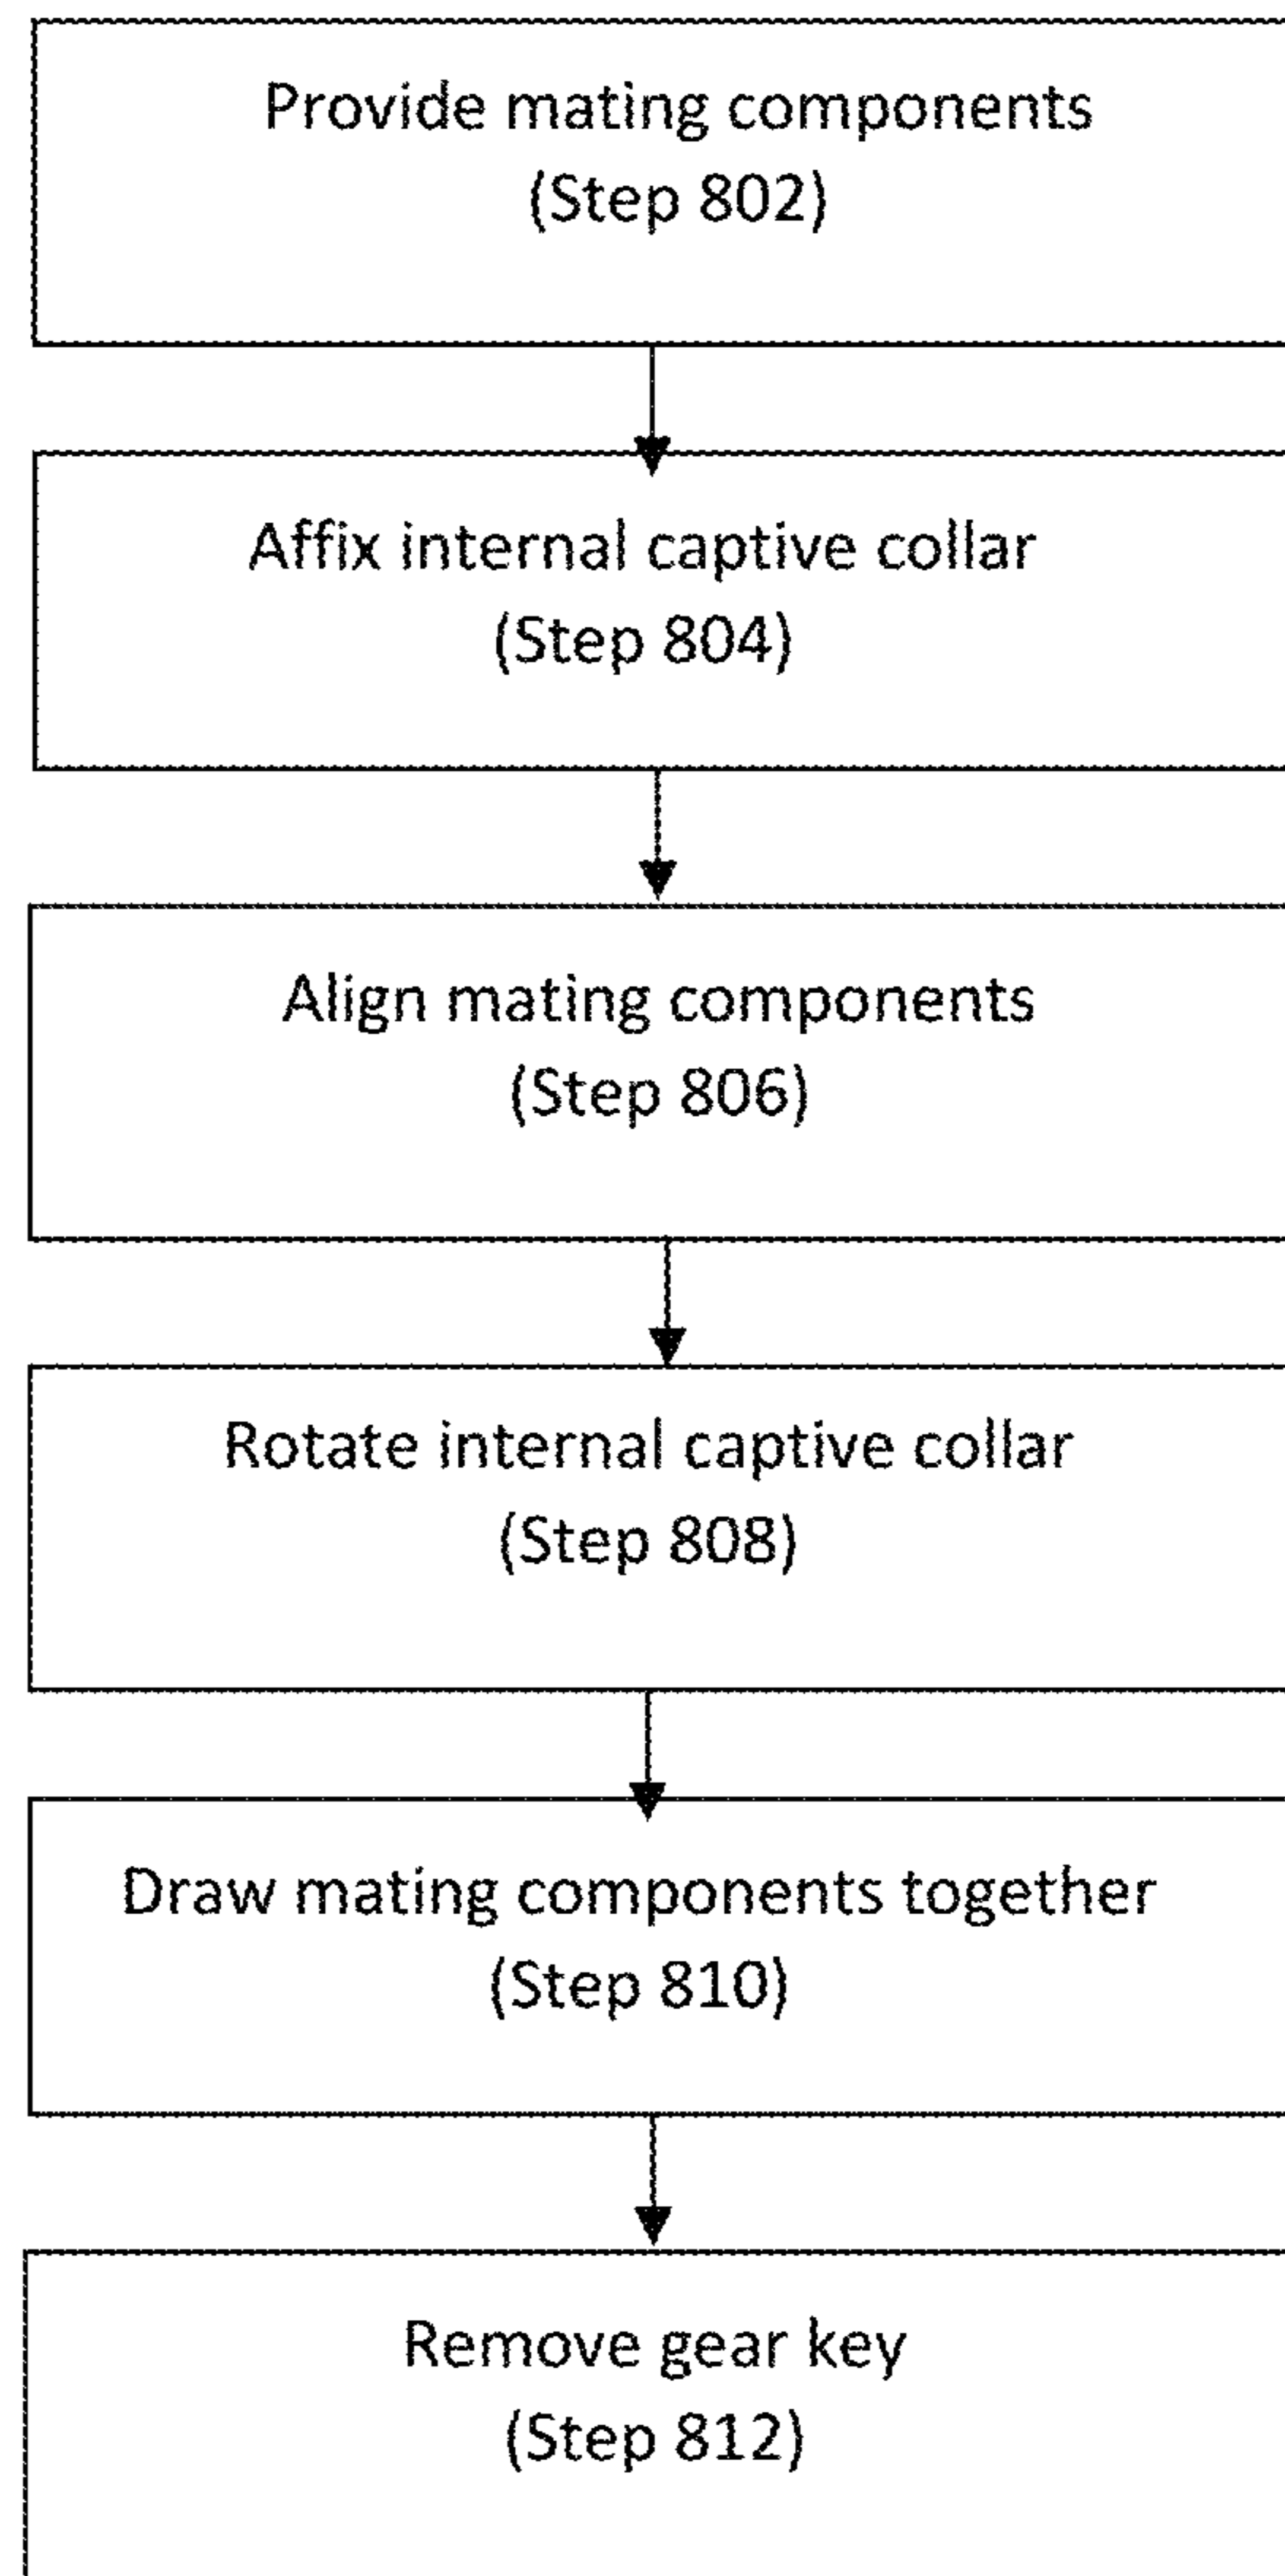 Provide mating components
(Step 802)
Affix internal captive collar
(Step 804)
Align mating components
(Step 806)
Rotate internal captive collar
(Step 808)
Draw mating components together
(Step 810)
Remove gear key
(Step 812)